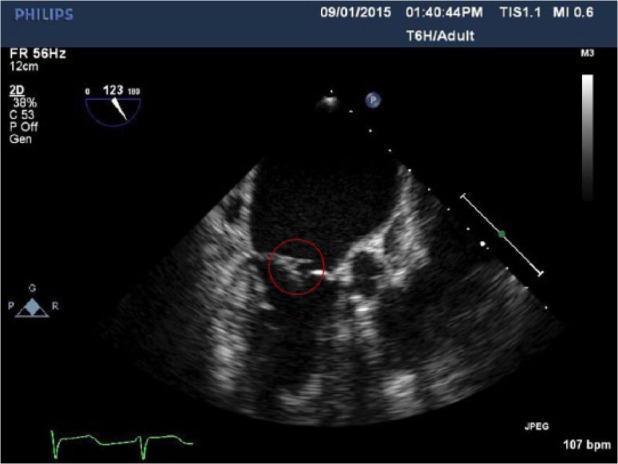 PHILIPS
09/01/2015 01:40:44PM TIS1.1 MI 0.6
T6H/Adult
FR 56Hz
12cm
M3
2D
38%
C 53
P Off
Gen
0 123 180
P
G
P R
JPEG
107 bpm